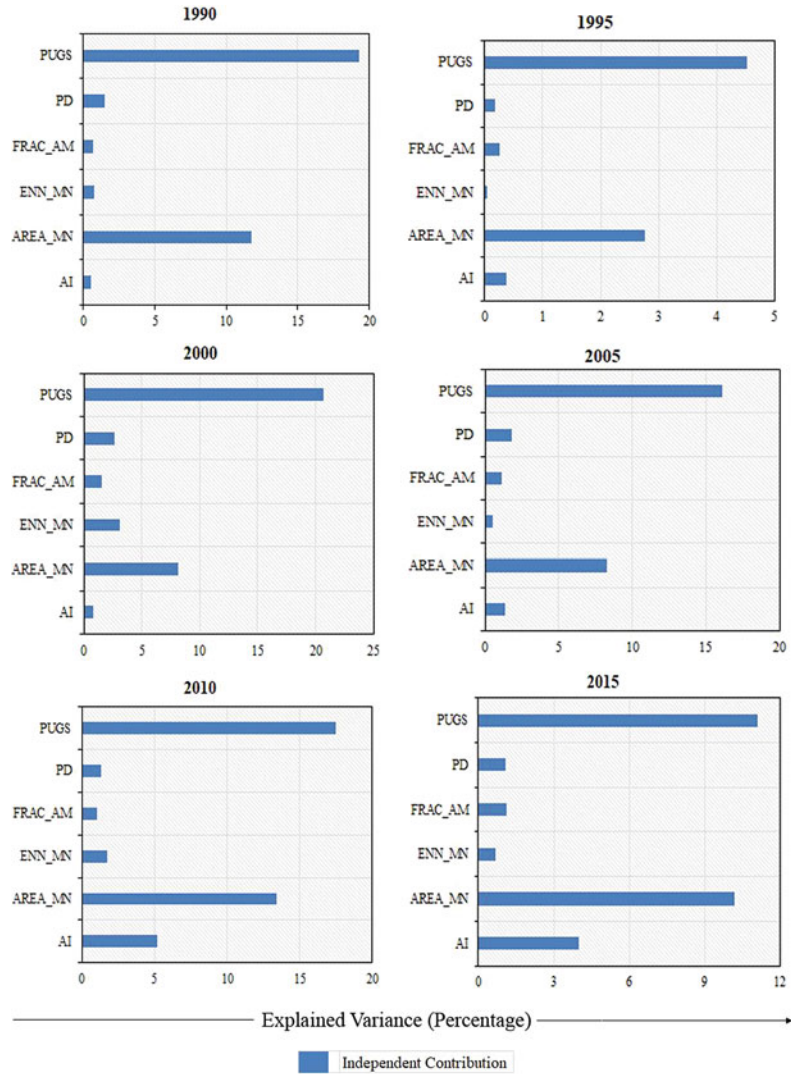 1990
PUGS
PD
FRAC_AM
ENN_MN
AREA_MN
AI
0 5 10 15 20
1995
PUGS
PD
FRAC_AM
ENN_MN
AREA_MN
AI
0 1 2 3 4 5
2000
PUGS
PD
FRAC_AM
ENN_MN
AREA_MN
AI
0 5 10 15 20 25
2005
PUGS
PD
FRAC_AM
ENN_MN
AREA_MN
AI
0 5 10 15 20
2010
PUGS
PD
FRAC_AM
ENN_MN
AREA_MN
AI
0 5 10 15 20
2015
PUGS
PD
FRAC_AM
ENN_MN
AREA_MN
AI
0 3 6 9 12
Explained Variance (Percentage)
Independent Contribution